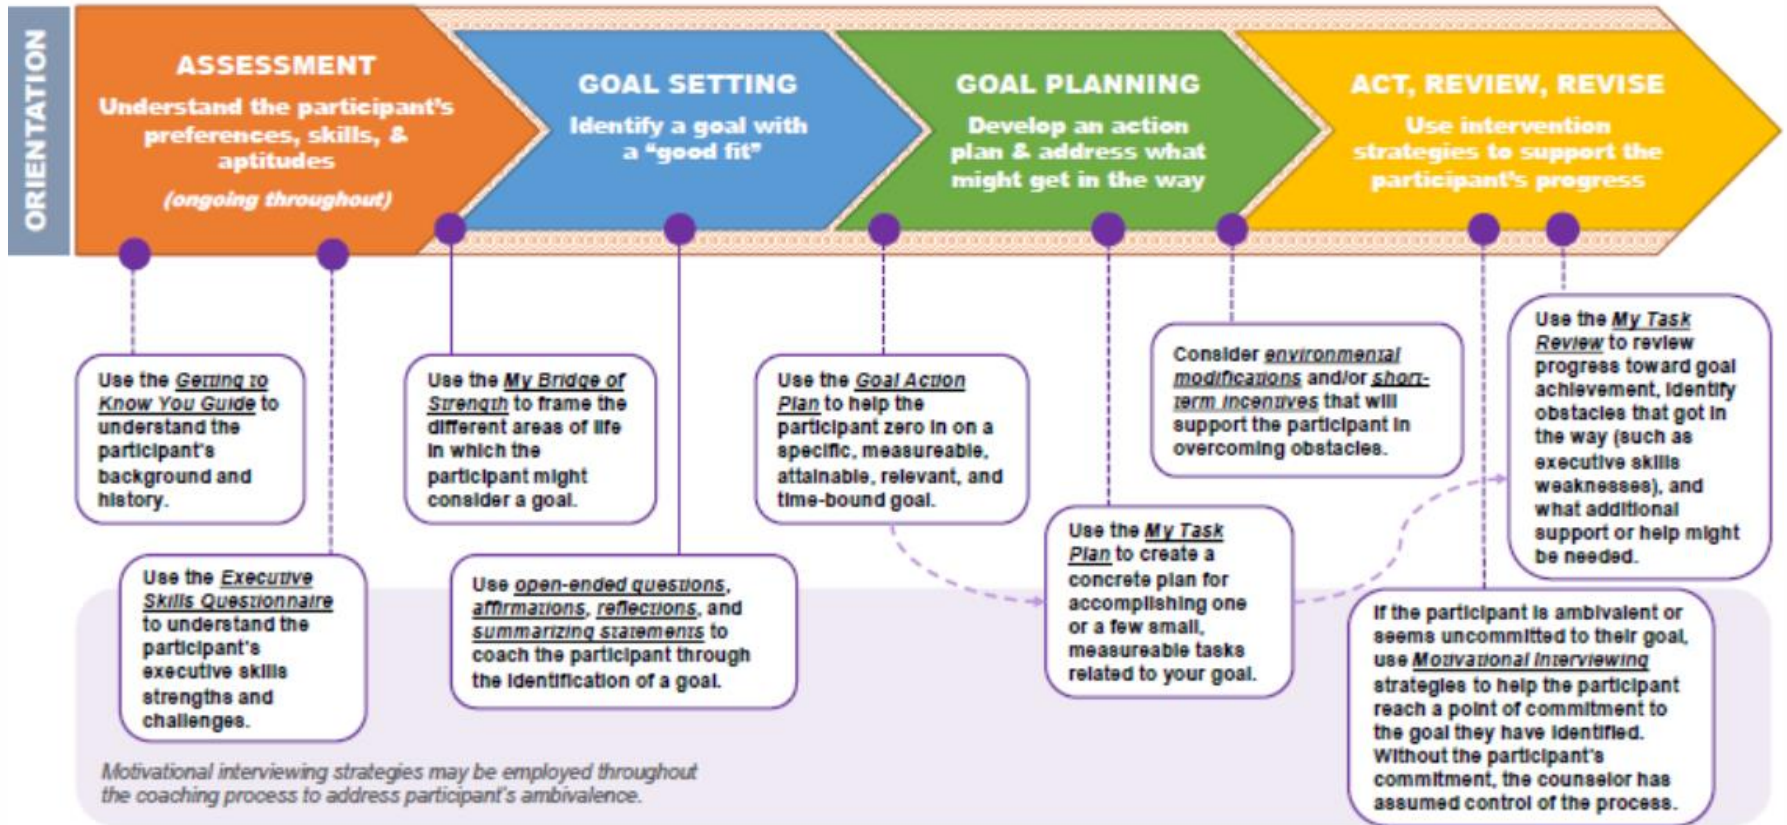 ORIENTATION
ASSESSMENT
Understand the participant's
preferences, skills, &
aptitudes
(ongoing throughout)
GOAL SETTING
Identify a goal with
a "good fit"
GOAL PLANNING
Develop an action
plan & address what
might get in the way
ACT, REVIEW, REVISE
Use intervention
strategies to support the
participant's progress
Use the Getting to
Know You Guide to
understand the
participant's
background and
history.
Use the Executive
Skills Questionnaire
to understand the
participant's
executive skills
strengths and
challenges.
Use the My Bridge of
Strength to frame the
different areas of life
in which the
participant might
consider a goal.
Use open-ended questions,
affirmations, reflections, and
summarizing statements to
coach the participant through
the identification of a goal.
Use the Goal Action
Plan to help the
participant zero in on a
specific, measureable,
attainable, relevant, and
time-bound goal.
Use the My Task
Plan to create a
concrete plan for
accomplishing one
or a few small,
measureable tasks
related to your goal.
Consider environmental
modifications and/or short-
term incentives that will
support the participant in
overcoming obstacles.
If the participant is ambivalent or
seems uncommitted to their goal,
use Motivational Interviewing
strategies to help the participant
reach a point of commitment to
the goal they have identified.
Without the participant's
commitment, the counselor has
assumed control of the process.
Use the My Task
Review to review
progress toward goal
achievement, identify
obstacles that got in
the way (such as
executive skills
weaknesses), and
what additional
support or help might
be needed.
Motivational interviewing strategies may be employed throughout
the coaching process to address participant's ambivalence.